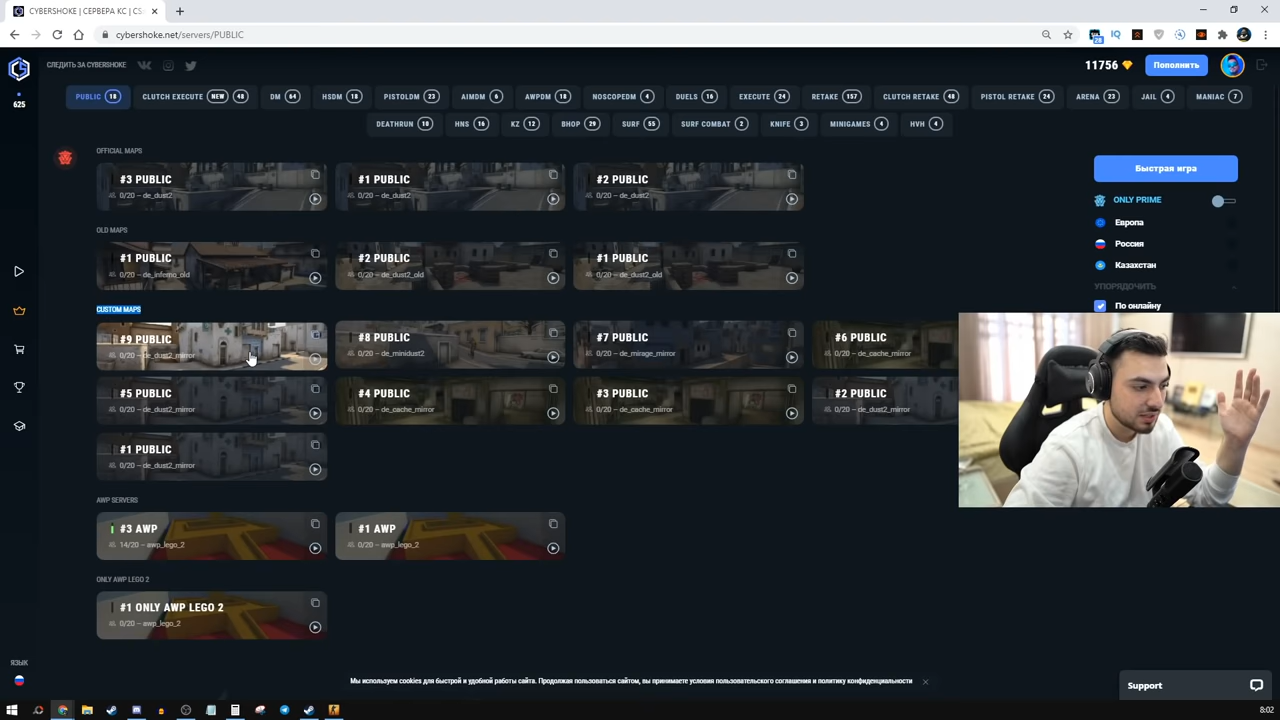 CYBERSHOKE | СЕРВЕРА КС | CS:
cybershoke.net/servers/PUBLIC
28
IQ
СЛЕДИТЬ ЗА CYBERSHOKE
11756
Пополнить
625
PUBLIC 18
CLUTCH EXECUTE NEW 48
DM 64
HSDM 18
PISTOLDM 23
AIMDM 6
AWPDM 18
NOSCOPEDM 4
DUELS 16
EXECUTE 24
RETAKE 157
CLUTCH RETAKE 48
PISTOL RETAKE 24
ARENA 23
JAIL 4
MANIAC 7
DEATHRUN 10
HNS 16
KZ 12
BHOP 29
SURF 55
SURF COMBAT 2
KNIFE 3
MINIGAMES 4
HVH 4
OFFICIAL MAPS
#3 PUBLIC
0/20 – de_dust2
#1 PUBLIC
0/20 – de_dust2
#2 PUBLIC
0/20 – de_dust2
OLD MAPS
#1 PUBLIC
0/20 – de_inferno_old
#2 PUBLIC
0/20 – de_dust2_old
#1 PUBLIC
0/20 – de_dust2_old
CUSTOM MAPS
#9 PUBLIC
0/20 – de_dust2_mirror
#8 PUBLIC
0/20 – de_minidust2
#7 PUBLIC
0/20 – de_mirage_mirror
#6 PUBLIC
0/20 – de_cache_mirror
#5 PUBLIC
0/20 – de_dust2_mirror
#4 PUBLIC
0/20 – de_cache_mirror
#3 PUBLIC
0/20 – de_cache_mirror
#2 PUBLIC
0/20 – de_dust2_mirror
#1 PUBLIC
0/20 – de_dust2_mirror
AWP SERVERS
#3 AWP
14/20 – awp_lego_2
#1 AWP
0/20 – awp_lego_2
ONLY AWP LEGO 2
#1 ONLY AWP LEGO 2
0/20 – awp_lego_2
Быстрая игра
ONLY PRIME
Европа
Россия
Казахстан
УПОРЯДОЧИТЬ
По онлайну
ЯЗЫК
Мы используем cookies для быстрой и удобной работы сайта. Продолжая пользоваться сайтом, вы принимаете условия пользовательского соглашения и политику конфиденциальности
Support
8:02